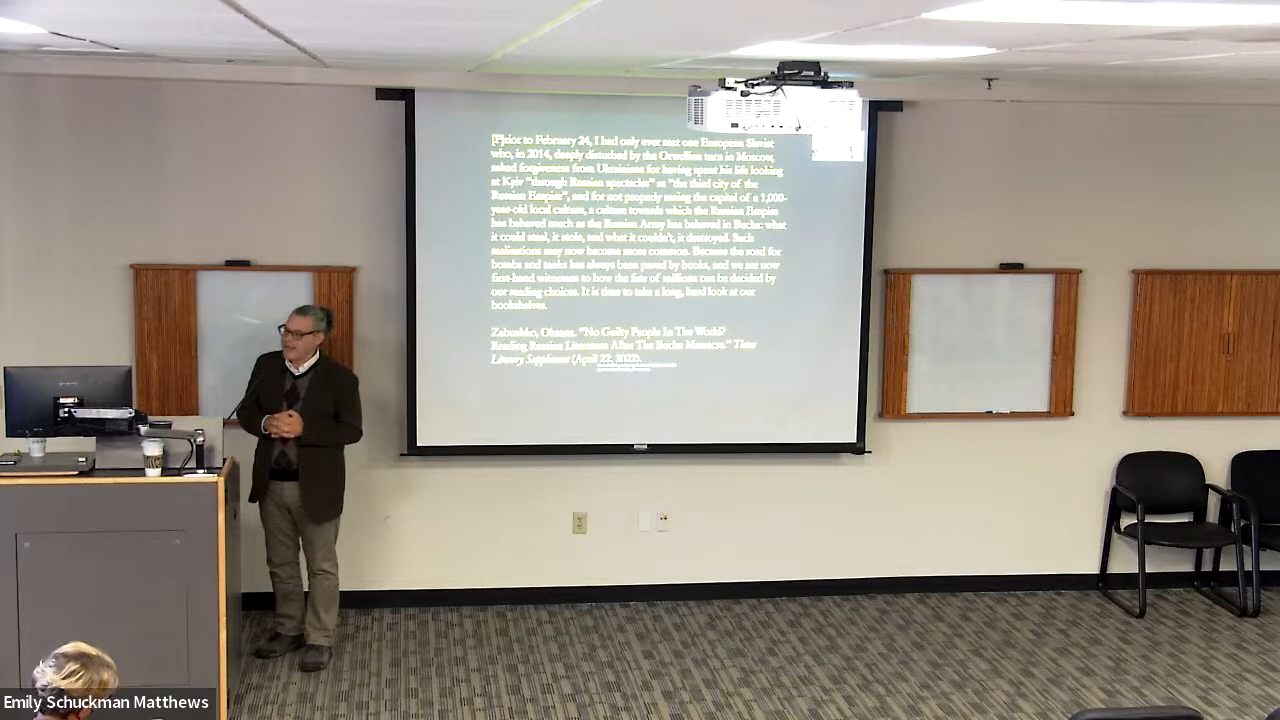 [P]rior to February 24, I had only ever met one European Slavist
who, in 2014, deeply disturbed by the Orwellian turn in Moscow,
asked forgiveness from Ukrainians for having spent his life looking
at Kyiv "through Russian spectacles" as "the third city of the
Russian Empire", and for not properly seeing the capital of a 1,000-
year-old local culture, a culture towards which the Russian Empire
has behaved much as the Russian Army has behaved in Bucha: what
it could steal, it stole, and what it couldn't, it destroyed. Such
realizations may now become more common. Because the road for
bombs and tanks has always been paved by books, and we are now
first-hand witnesses to how the fate of millions can be decided by
our reading choices. It is time to take a long, hard look at our
bookshelves.
Zabuzhko, Oksana. "No Guilty People In The World?
Reading Russian Literature After The Bucha Massacre." Times
Literary Supplement (April 22, 2022).
Emily Schuckman Matthews